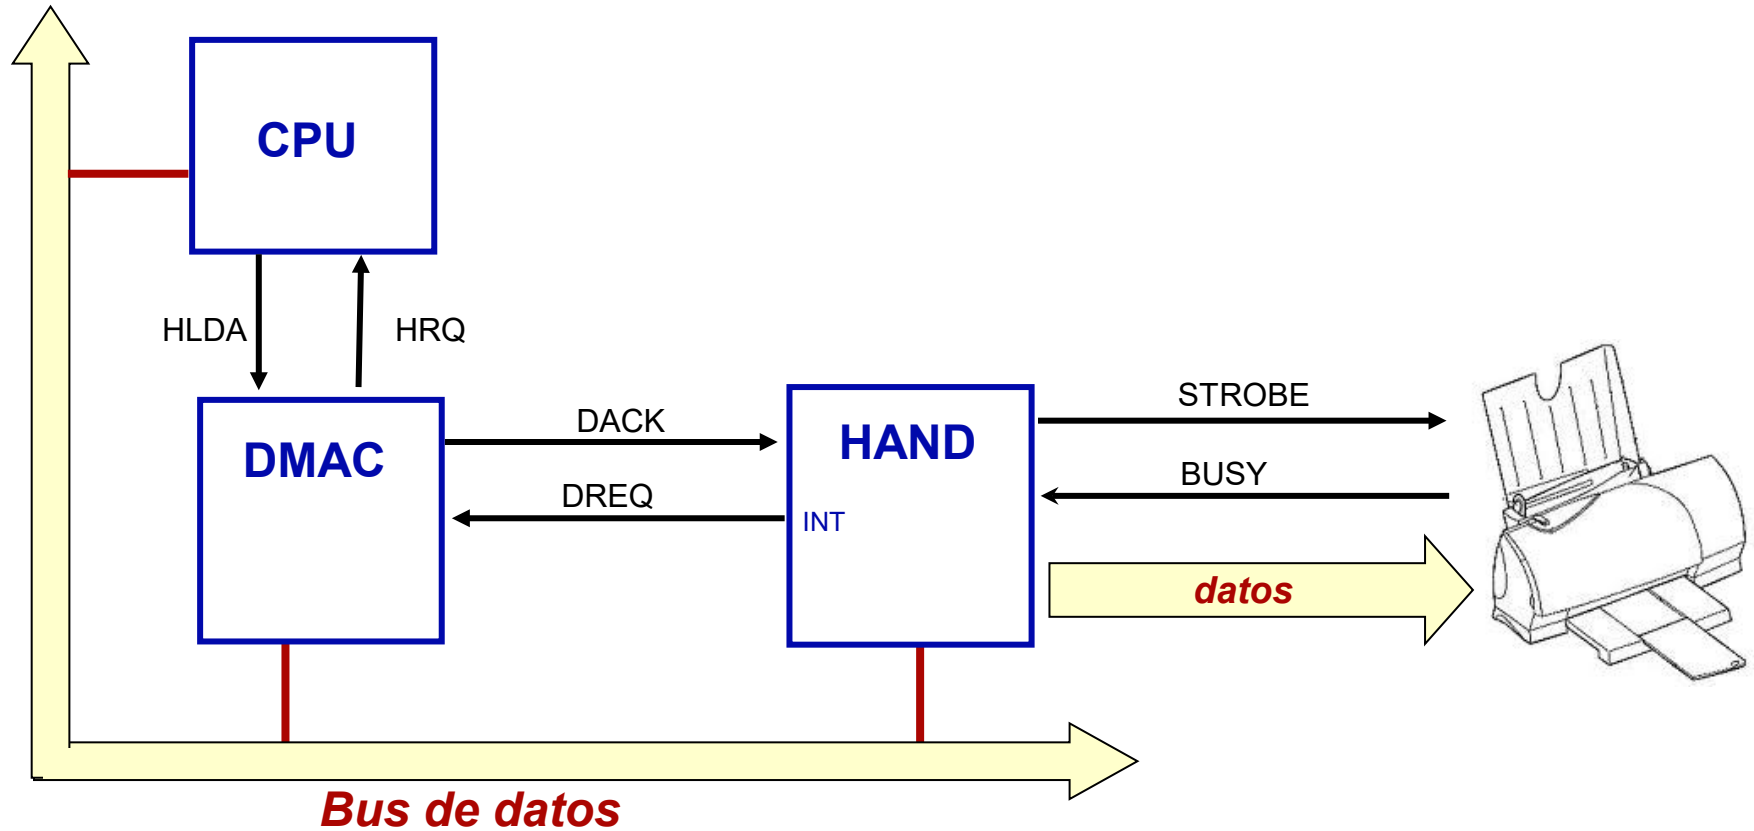 CPU
HLDA
HRQ
DMAC
DACK
DREQ
HAND
INT
STROBE
BUSY
datos
Bus de datos